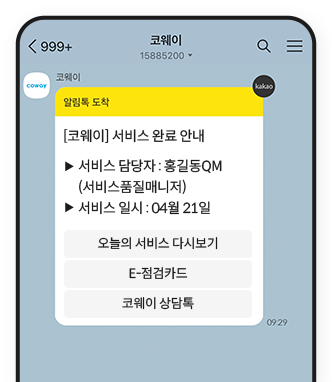 999+
코웨이
15885200
coway
코웨이
kakao
알림톡 도착
[코웨이] 서비스 완료 안내
▶ 서비스 담당자 : 홍길동QM
(서비스품질매니저)
▶ 서비스 일시 : 04월 21일
오늘의 서비스 다시보기
E-점검카드
코웨이 상담톡
09:29